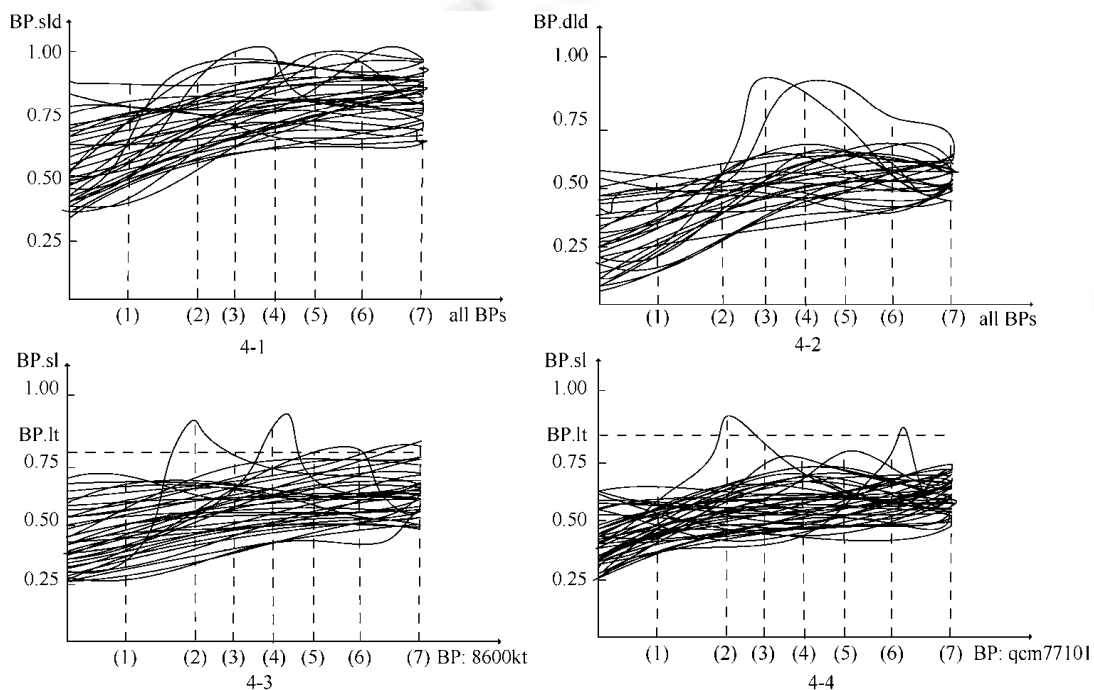 BP.sld
1.00
0.75
0.50
0.25
(1) (2) (3) (4) (5) (6) (7) all BPs
4-1
BP.dld
1.00
0.75
0.50
0.25
(1) (2) (3) (4) (5) (6) (7) all BPs
4-2
BP.sl
1.00
BP.lt
0.75
0.50
0.25
(1) (2) (3) (4) (5) (6) (7) BP: 8600kt
4-3
BP.sl
1.00
BP.lt
0.75
0.50
0.25
(1) (2) (3) (4) (5) (6) (7) BP: qcm77101
4-4